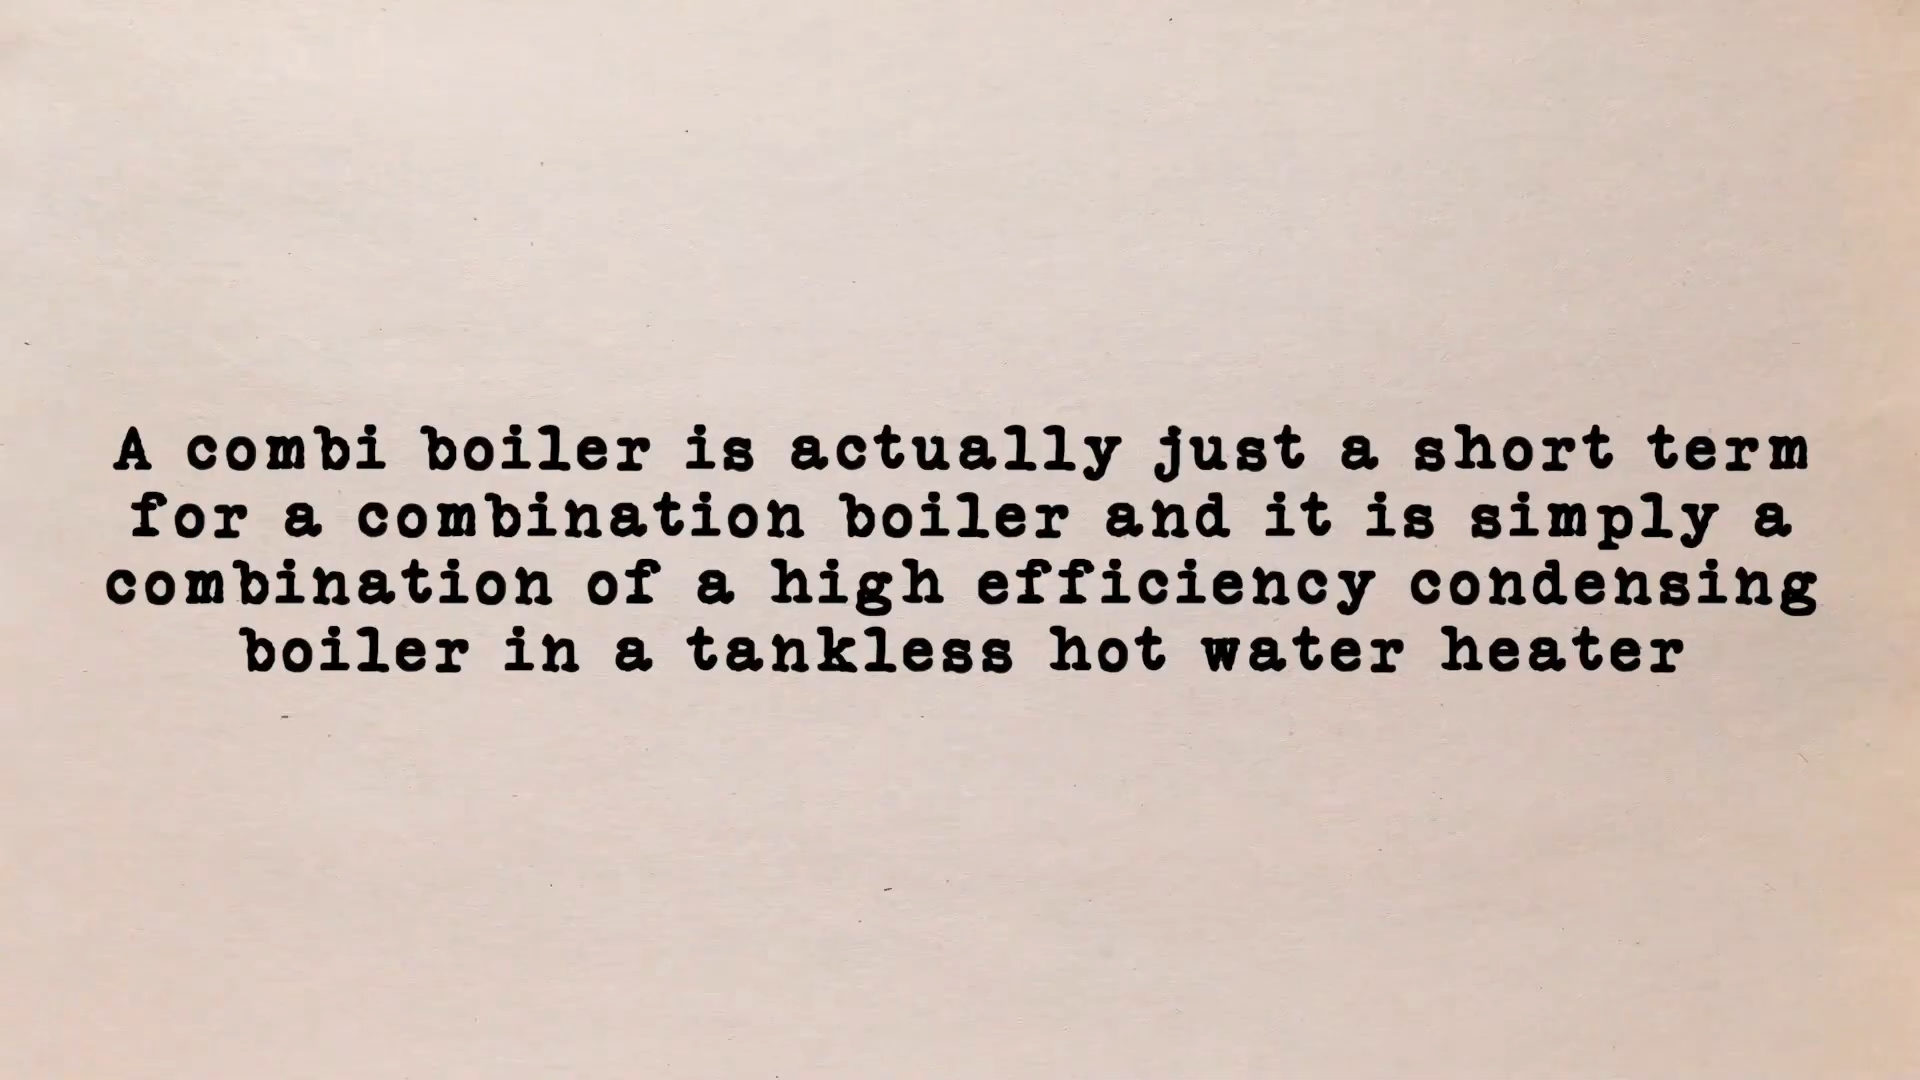 A combi boiler is actually just a short term
for a combination boiler and it is simply a
combination of a high efficiency condensing
boiler in a tankless hot water heater